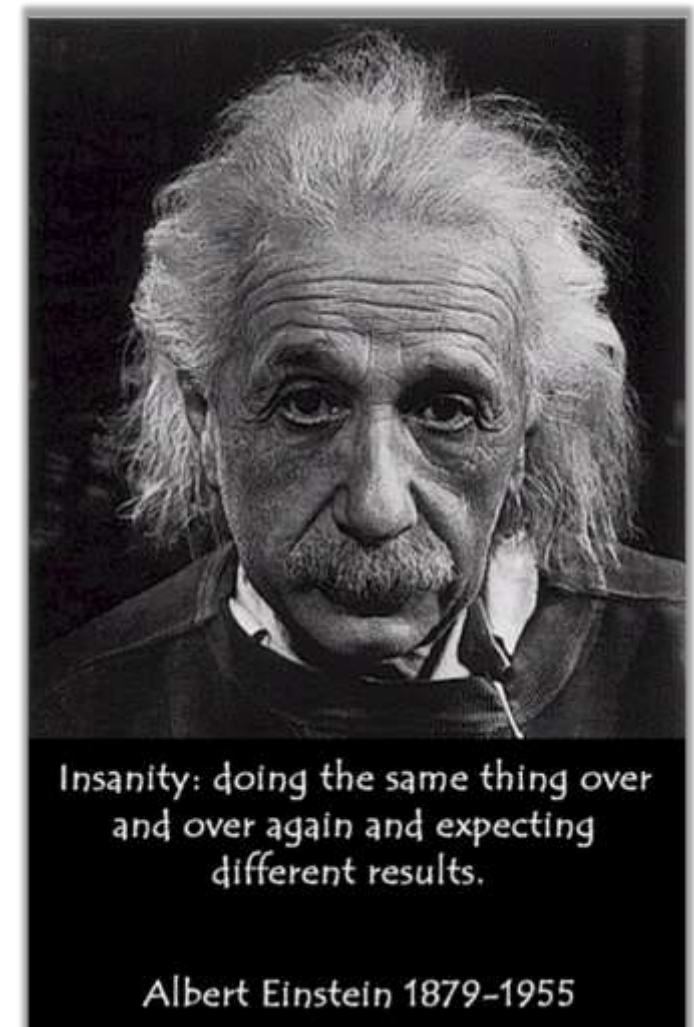 Insanity: doing the same thing over
and over again and expecting
different results.
Albert Einstein 1879-1955